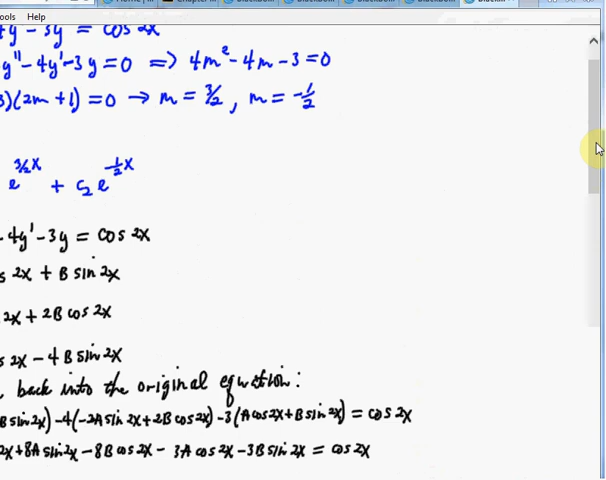 ools Help
4y' - 3y = cos 2x
y'' - 4y' - 3y = 0 => 4m² - 4m - 3 = 0
3)(2m + 1) = 0 → m = 3/2, m = -1/2
e^(3/2 x) + c₂ e^(-1/2 x)
- 4y' - 3y = cos 2x
s 2x + B sin 2x
2x + 2B cos 2x
s 2x - 4B sin 2x
back into the original equation:
B sin 2x) - 4(-2A sin 2x + 2B cos 2x) - 3(A cos 2x + B sin 2x) = cos 2x
2x + 8A sin 2x - 8B cos 2x - 3A cos 2x - 3B sin 2x = cos 2x